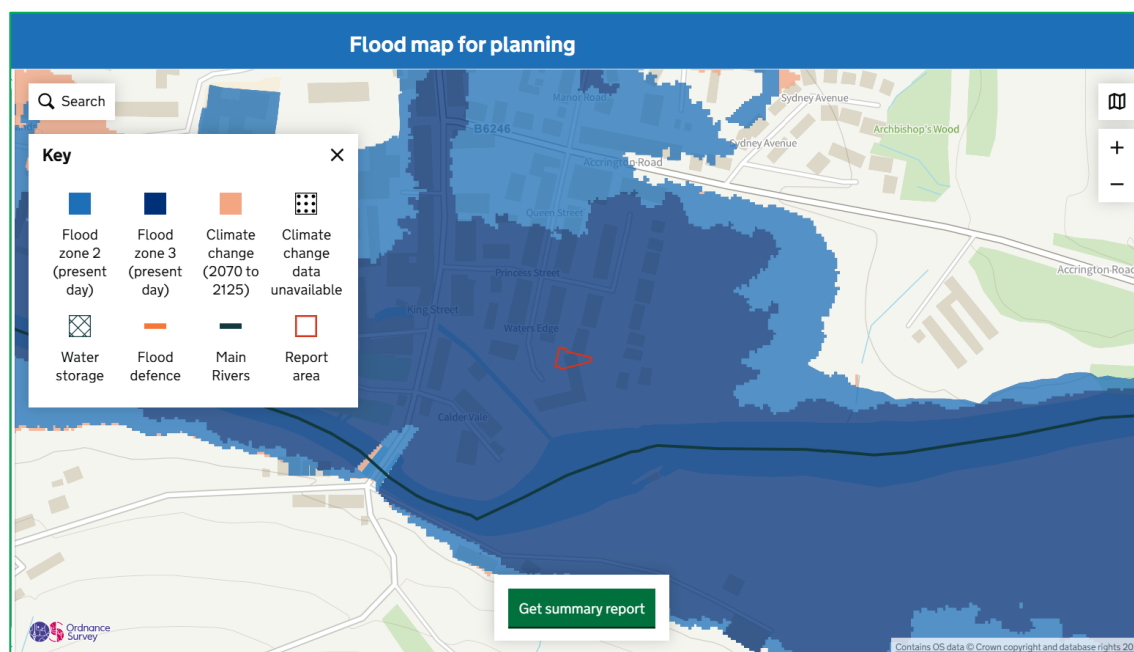 Flood map for planning
Search
Key
Flood zone 2 (present day)
Flood zone 3 (present day)
Climate change (2070 to 2125)
Climate change data unavailable
Water storage
Flood defence
Main Rivers
Report area
Manor Road
B6246
Accrington Road
Sydney Avenue
Sydney Avenue
Archbishop's Wood
Queen Street
Princess Street
King Street
Waters Edge
Calder Vale
Accrington Road
Get summary report
Ordnance Survey
Contains OS data © Crown copyright and database rights 20